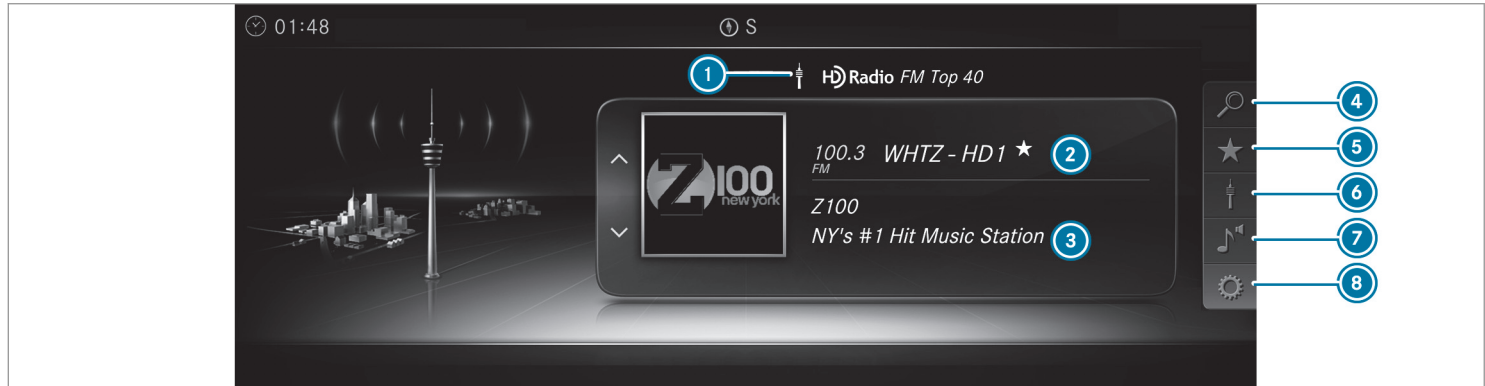 01:48
S
1
HD Radio FM Top 40
4
Z100
new york
100.3
FM
WHTZ - HD1 ★
2
5
6
Z100
NY's #1 Hit Music Station
3
7
8